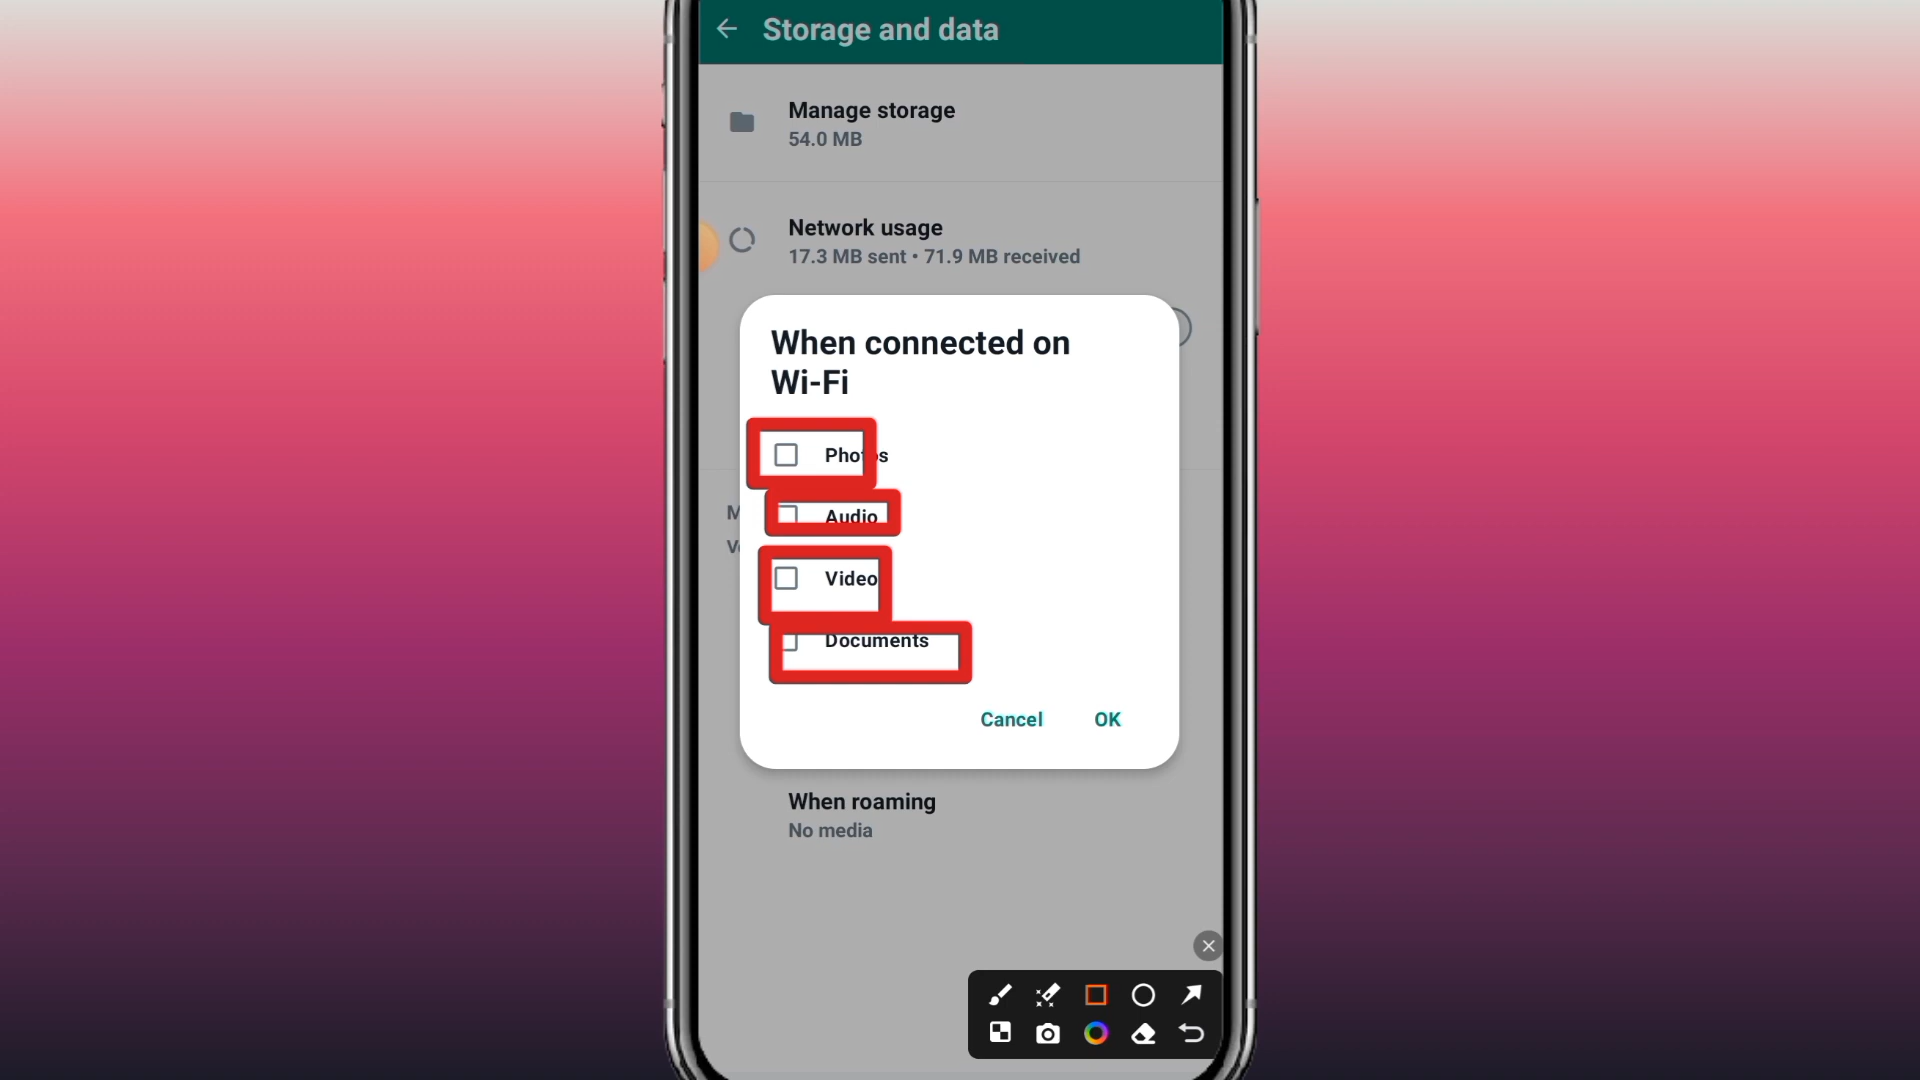 Storage and data
Manage storage
54.0 MB
Network usage
17.3 MB sent • 71.9 MB received
When connected on
Wi-Fi
Photos
Audio
Video
Documents
Cancel
OK
When roaming
No media